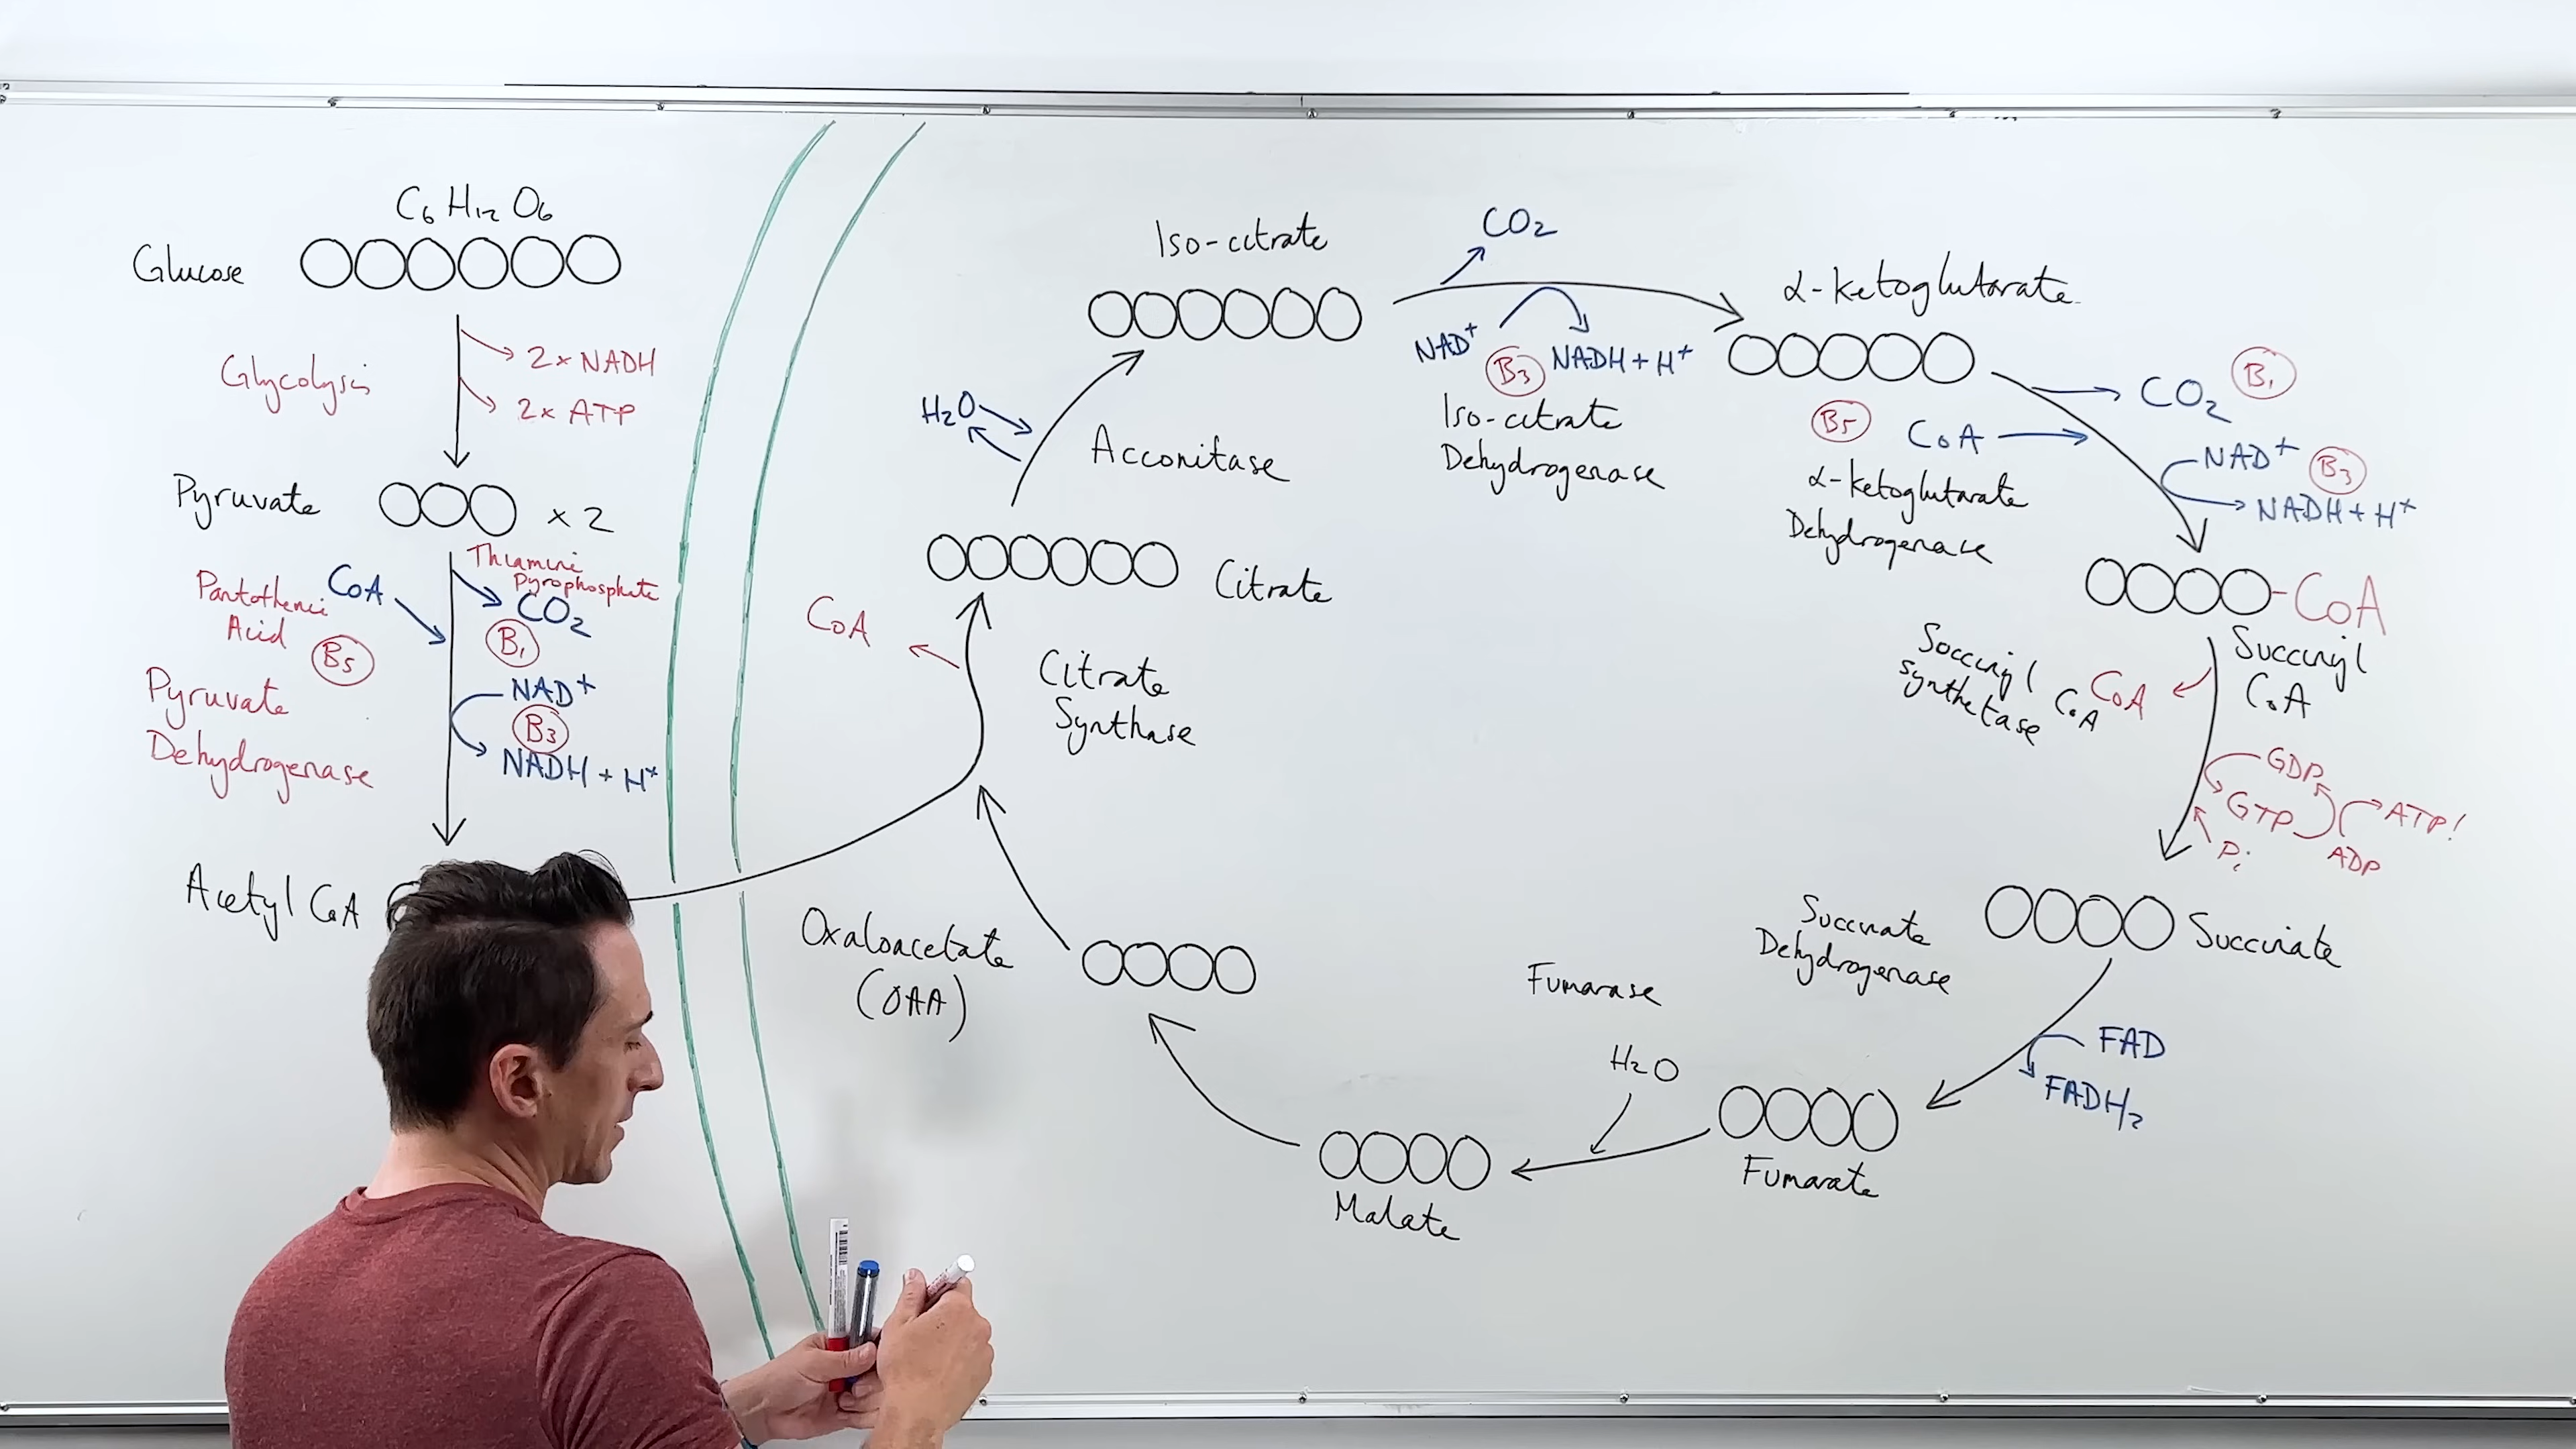 C6 H12 O6
Glucose
Glycolysis
2x NADH
2x ATP
Pyruvate
x 2
Thiamine
Pyrophosphate
Pantothenic
Acid
CoA
CO2
B5
B1
NAD+
B3
NADH + H+
Pyruvate
Dehydrogenase
Acetyl CoA
CoA
Citrate
Synthase
Citrate
H2O
Acconitase
Iso-citrate
CO2
NAD+
B3
NADH + H+
Iso-citrate
Dehydrogenase
α-ketoglutarate
B5
CoA
α-ketoglutarate
Dehydrogenase
CO2
B1
NAD+
B3
NADH + H+
-CoA
Succinyl
CoA
Succinyl CoA
synthetase
CoA
GDP
GTP
Pi
ADP
ATP!
Succinate
Succinate
Dehydrogenase
FAD
FADH2
Fumarate
Fumarase
H2O
Malate
Oxaloacetate
(OAA)